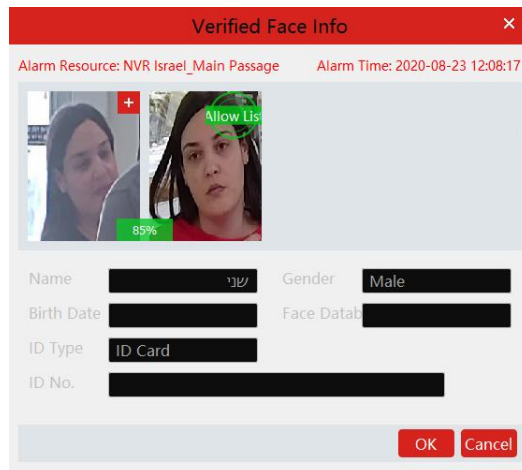 Verified Face Info ×
Alarm Resource: NVR Israel_Main Passage Alarm Time: 2020-08-23 12:08:17
+
Allow Lis
85%
Name שני Gender Male
Birth Date Face Datab
ID Type ID Card
ID No.
OK Cancel